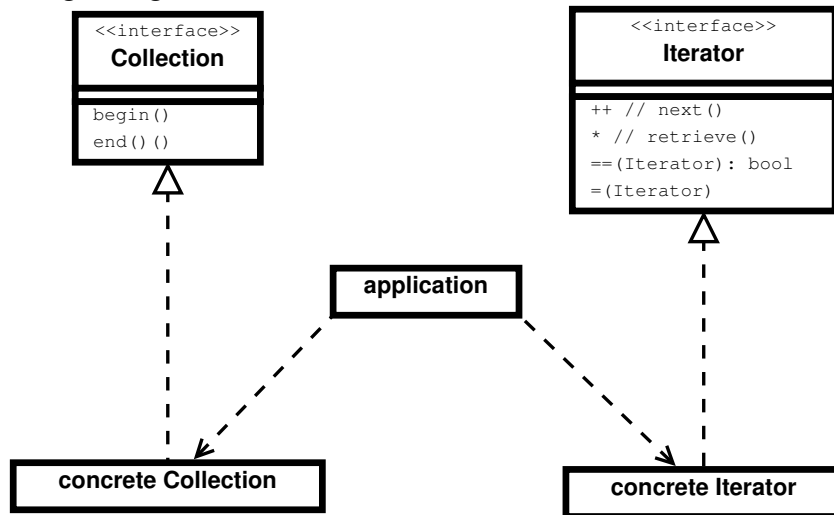 <<interface>>
Collection
begin()
end()()
<<interface>>
Iterator
++ // next()
* // retrieve()
==(Iterator): bool
=(Iterator)
application
concrete Collection
concrete Iterator